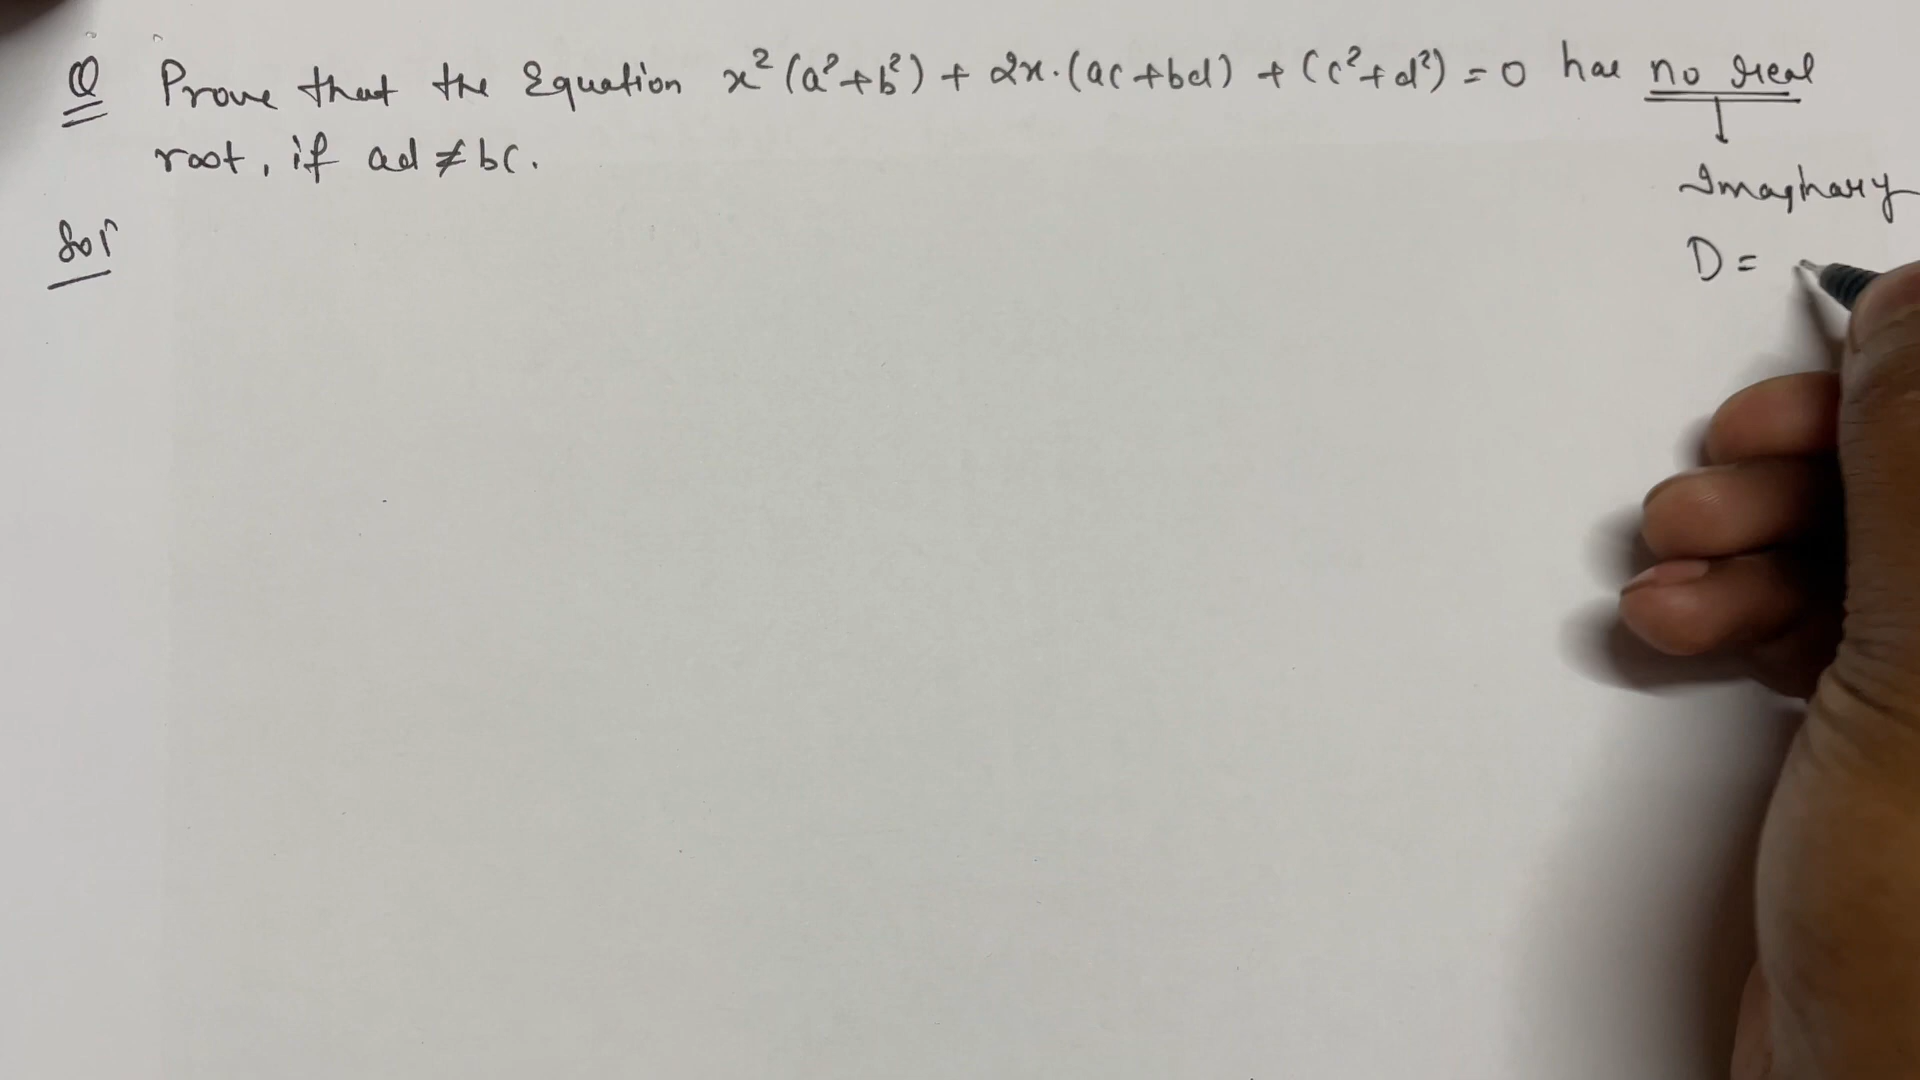 Q Prove that the Equation x² (a²+b²) + 2x·(ac+bd) + (c²+d²) = 0 has no real
root, if ad ≠ bc.
Imaginary
Sol
D =